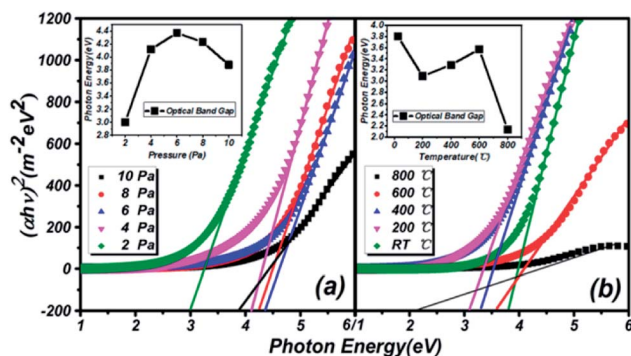 1200
1000
800
600
400
200
0
-200
(αhν)²(m⁻²eV²)
4.4
4.2
4.0
3.8
3.6
3.4
3.2
3.0
Photon Energy(eV)
Optical Band Gap
2 4 6 8 10
Pressure (Pa)
10 Pa
8 Pa
6 Pa
4 Pa
2 Pa
(a)
4.0
3.8
3.6
3.4
3.2
3.0
2.8
2.6
2.4
2.2
2.0
Photon Energy(eV)
Optical Band Gap
0 200 400 600 800
Temperature(℃)
800 ℃
600 ℃
400 ℃
200 ℃
RT ℃
(b)
1 2 3 4 5 6/1 2 3 4 5 6
Photon Energy(eV)